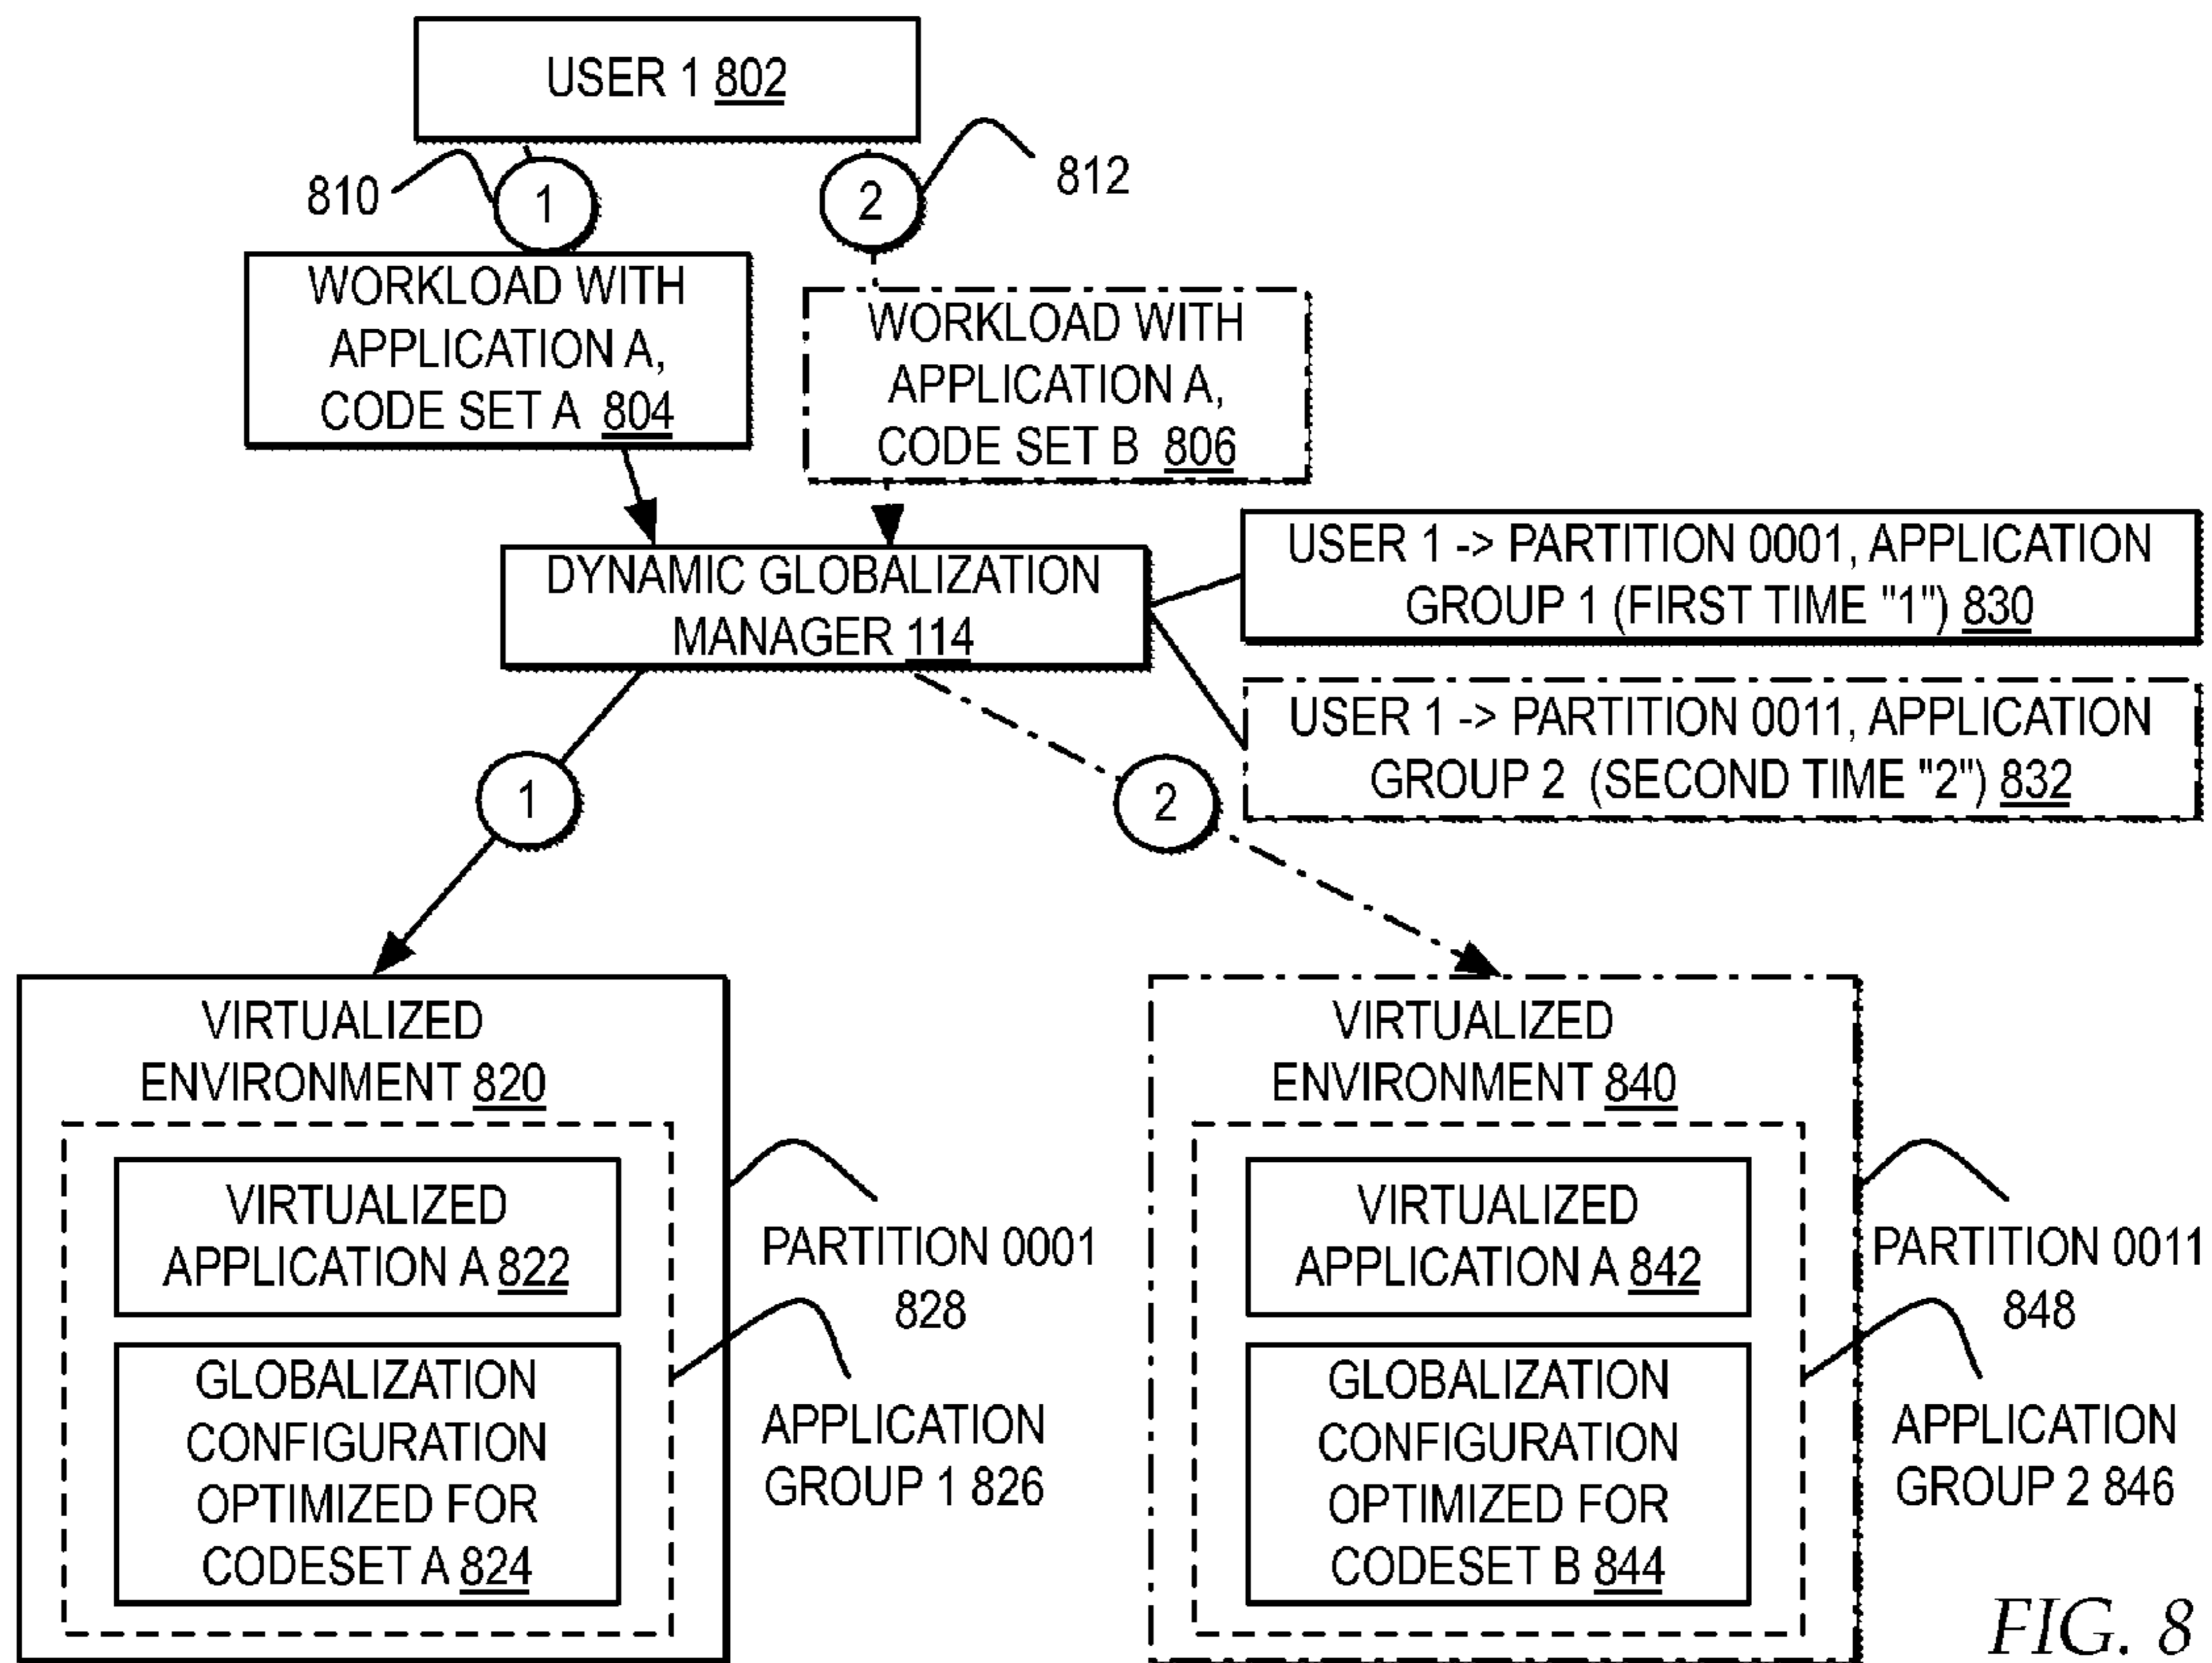 USER 1 802
810
1
2
812
WORKLOAD WITH
APPLICATION A,
CODE SET A 804
WORKLOAD WITH
APPLICATION A,
CODE SET B 806
DYNAMIC GLOBALIZATION
MANAGER 114
USER 1 -> PARTITION 0001, APPLICATION
GROUP 1 (FIRST TIME "1") 830
USER 1 -> PARTITION 0011, APPLICATION
GROUP 2 (SECOND TIME "2") 832
1
2
VIRTUALIZED
ENVIRONMENT 820
VIRTUALIZED
APPLICATION A 822
GLOBALIZATION
CONFIGURATION
OPTIMIZED FOR
CODESET A 824
PARTITION 0001
828
APPLICATION
GROUP 1 826
VIRTUALIZED
ENVIRONMENT 840
VIRTUALIZED
APPLICATION A 842
GLOBALIZATION
CONFIGURATION
OPTIMIZED FOR
CODESET B 844
PARTITION 0011
848
APPLICATION
GROUP 2 846
FIG. 8